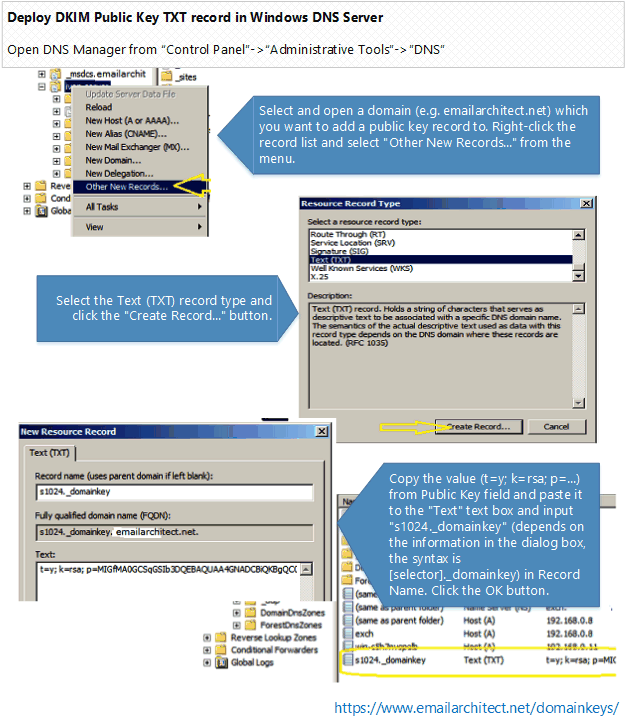 Deploy DKIM Public Key TXT record in Windows DNS Server
Open DNS Manager from "Control Panel"->"Administrative Tools"->"DNS"
_msdcs.emailarchit
_sites
Update Server Data File
Reload
New Host (A or AAAA)...
New Alias (CNAME)...
New Mail Exchanger (MX)...
New Domain...
New Delegation...
Other New Records...
All Tasks
View
Reve
Cond
Globa
Select and open a domain (e.g. emailarchitect.net) which
you want to add a public key record to. Right-click the
record list and select "Other New Records..." from the
menu.
Resource Record Type
Select a resource record type:
Route Through (RT)
Service Location (SRV)
Signature (SIG)
Text (TXT)
Well Known Services (WKS)
X.25
Description:
Text (TXT) record. Holds a string of characters that serves as
descriptive text to be associated with a specific DNS domain name.
The semantics of the actual descriptive text used as data with this
record type depends on the DNS domain where these records are
located. (RFC 1035)
Create Record...
Cancel
Select the Text (TXT) record type and
click the "Create Record..." button.
New Resource Record
Text (TXT)
Record name (uses parent domain if left blank):
s1024._domainkey
Fully qualified domain name (FQDN):
s1024._domainkey. emailarchitect.net.
Text:
t=y; k=rsa; p=MIGfMA0GCSqGSIb3DQEBAQUAA4GNADCBiQKBgQC
Copy the value (t=y; k=rsa; p=...)
from Public Key field and paste it
to the "Text" text box and input
"s1024._domainkey" (depends on
the information in the dialog box,
the syntax is
[selector]._domainkey) in Record
Name. Click the OK button.
DomainDnsZones
ForestDnsZones
Reverse Lookup Zones
Conditional Forwarders
Global Logs
Na
D
Fore
(same
(same as parent folder) Name Server (NS) exch.
(same as parent folder) Host (A) 192.168.0.8
exch Host (A) 192.168.0.8
Host (A) 192.168.0.11
s1024._domainkey Text (TXT) t=y; k=rsa; p=MIG
https://www.emailarchitect.net/domainkeys/